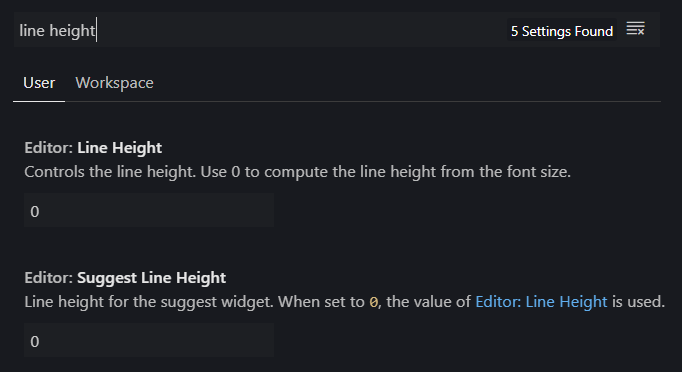 line height
5 Settings Found
User Workspace
Editor: Line Height
Controls the line height. Use 0 to compute the line height from the font size.
0
Editor: Suggest Line Height
Line height for the suggest widget. When set to 0, the value of Editor: Line Height is used.
0